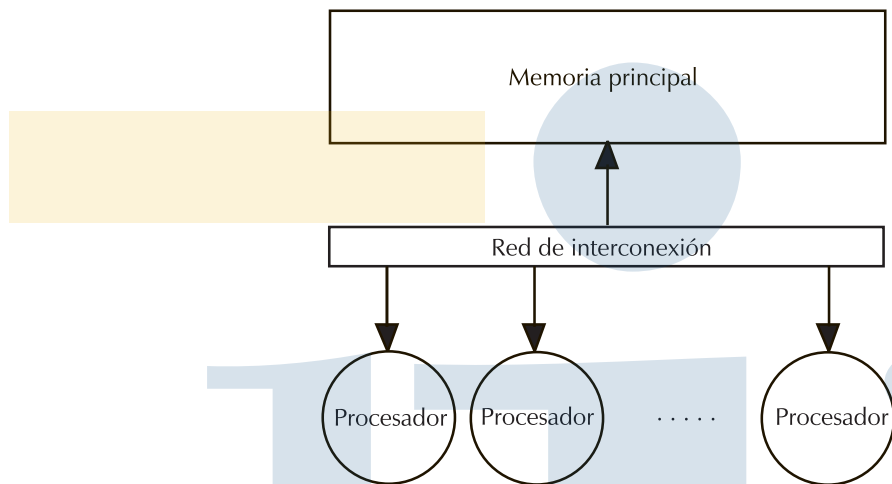 Memoria principal
Red de interconexión
Procesador Procesador ..... Procesador